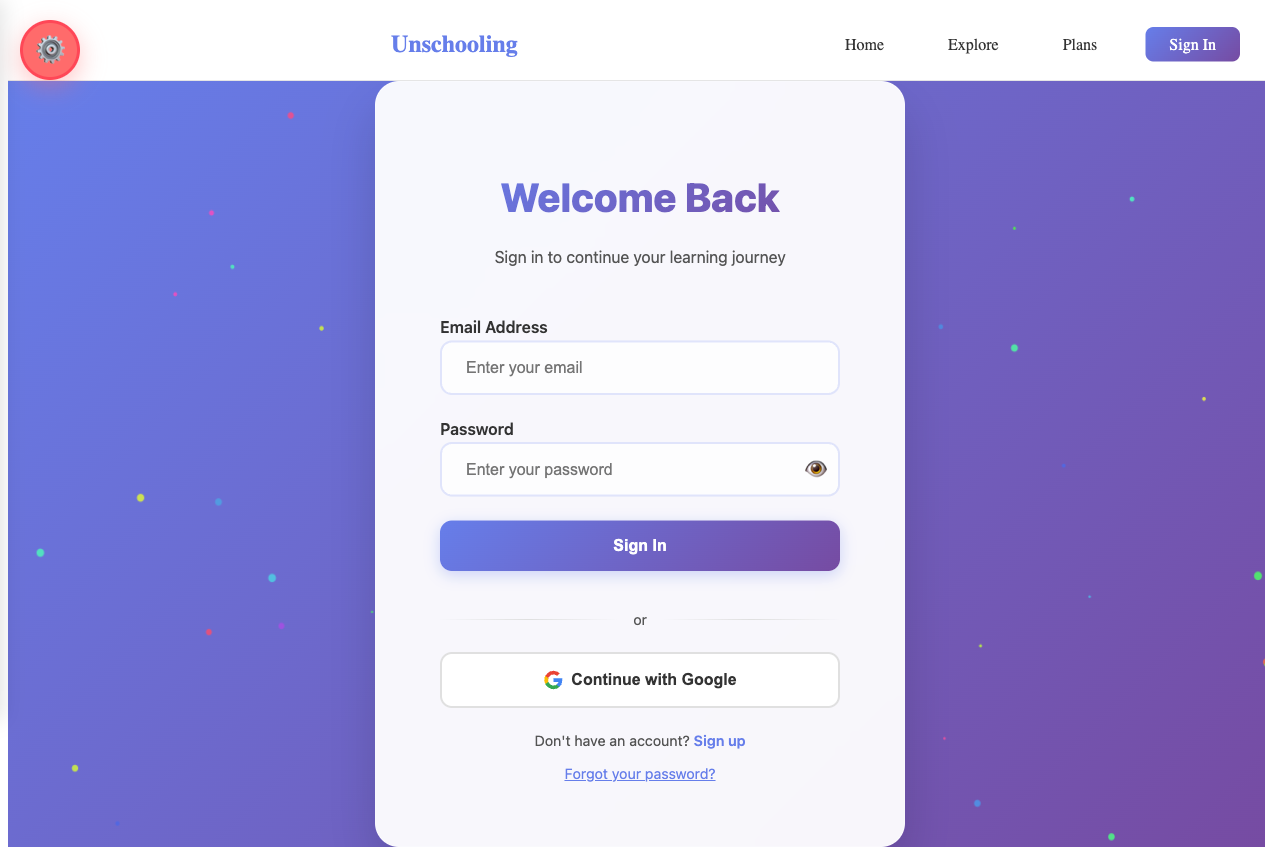 Unschooling
Home
Explore
Plans
Sign In
Welcome Back
Sign in to continue your learning journey
Email Address
Enter your email
Password
Enter your password
Sign In
or
Continue with Google
Don't have an account? Sign up
Forgot your password?